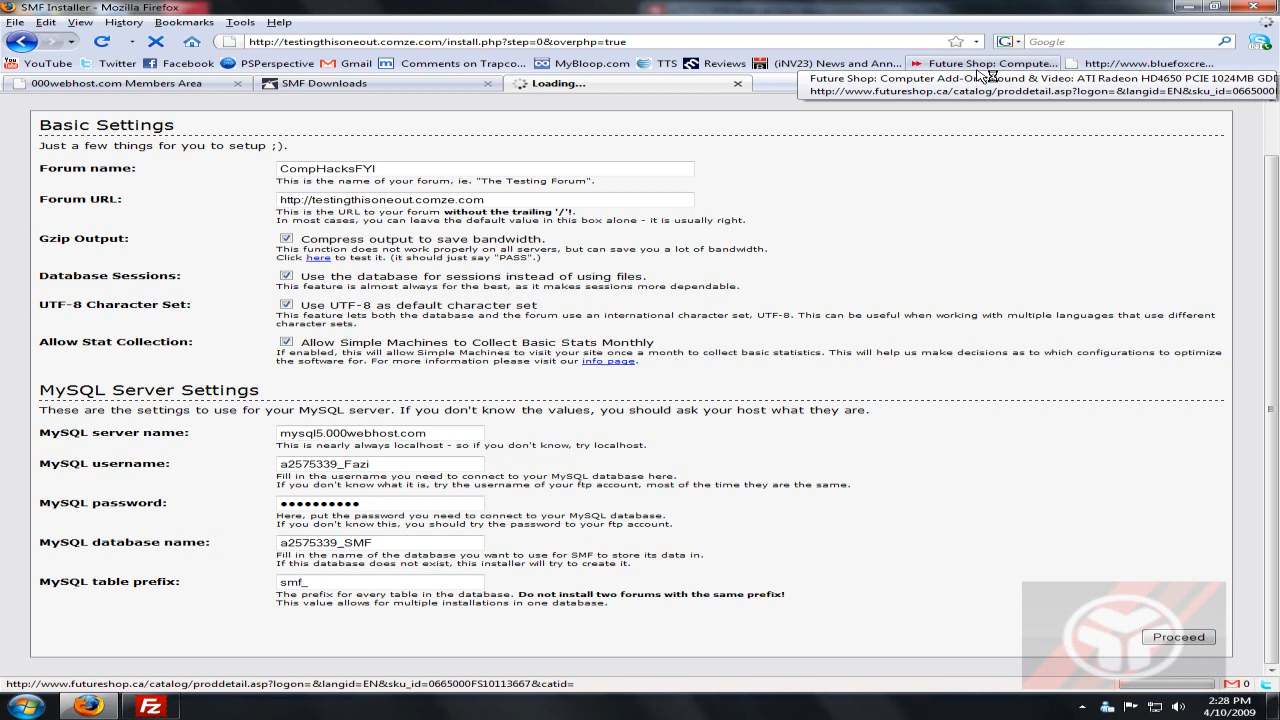 SMF Installer - Mozilla Firefox
File Edit View History Bookmarks Tools Help
http://testingthisoneout.comze.com/install.php?step=0&overphp=true
Google
YouTube Twitter Facebook PSPerspective MyBloop.com TTS Reviews (iNV23) News and Ann... Future Shop: Compute... http://www.bluefoxcre...
000webhost.com Members Area SMF Downloads Loading...
http://www.futureshop.ca/catalog/proddetail.asp?logon=&langid=EN&sku_id=0665000
Basic Settings
Just a few things for you to setup ;).
Forum name: CompHacksFYI
This is the name of your forum, ie. "The Testing Forum".
Forum URL: http://testingthisoneout.comze.com
This is the URL to your forum without the trailing '/'!.
In most cases, you can leave the default value in this box alone - it is usually right.
Gzip Output: Compress output to save bandwidth.
This function does not work properly on all servers, but can save you a lot of bandwidth.
Click here to test it. (it should just say "PASS".)
Database Sessions: Use the database for sessions instead of using files.
This feature is almost always for the best, as it makes sessions more dependable.
UTF-8 Character Set: Use UTF-8 as default character set
This feature lets both the database and the forum use an international character set, UTF-8. This can be useful when working with multiple languages that use different
character sets.
Allow Stat Collection: Allow Simple Machines to Collect Basic Stats Monthly
If enabled, this will allow Simple Machines to visit your site once a month to collect basic statistics. This will help us make decisions as to which configurations to optimize
the software for. For more information please visit our info page.
MySQL Server Settings
These are the settings to use for your MySQL server. If you don't know the values, you should ask your host what they are.
MySQL server name: mysql5.000webhost.com
This is nearly always localhost - so if you don't know, try localhost.
MySQL username: a2575339_Fazi
Fill in the username you need to connect to your MySQL database here.
If you don't know what it is, try the username of your ftp account, most of the time they are the same.
MySQL password: ●●●●●●●●●●
Here, put the password you need to connect to your MySQL database.
If you don't know this, you should try the password to your ftp account.
MySQL database name: a2575339_SMF
Fill in the name of the database you want to use for SMF to store its data in.
If this database does not exist, this installer will try to create it.
MySQL table prefix: smf_
The prefix for every table in the database. Do not install two forums with the same prefix!
This value allows for multiple installations in one database.
Proceed
http://www.futureshop.ca/catalog/proddetail.asp?logon=&langid=EN&sku_id=0665000FS10113667&catid=
0
2:28 PM
4/10/2009